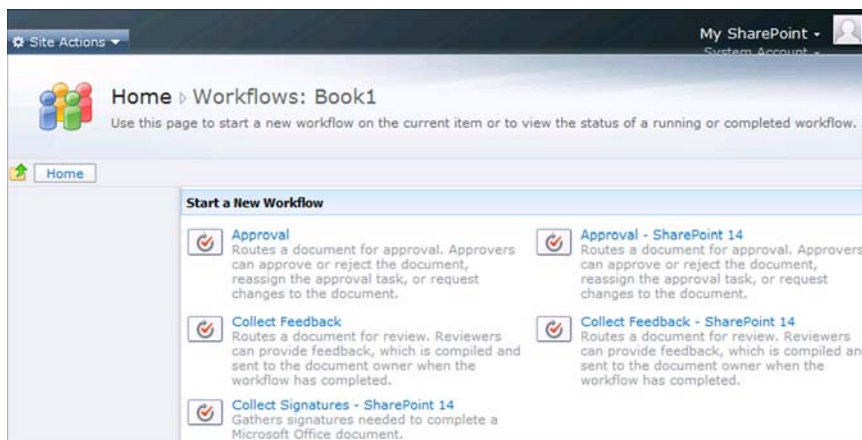 Site Actions
My SharePoint
System Account
Home ▷ Workflows: Book1
Use this page to start a new workflow on the current item or to view the status of a running or completed workflow.
Home
Start a New Workflow
Approval
Routes a document for approval. Approvers
can approve or reject the document,
reassign the approval task, or request
changes to the document.
Approval - SharePoint 14
Routes a document for approval. Approvers
can approve or reject the document,
reassign the approval task, or request
changes to the document.
Collect Feedback
Routes a document for review. Reviewers
can provide feedback, which is compiled and
sent to the document owner when the
workflow has completed.
Collect Feedback - SharePoint 14
Routes a document for review. Reviewers
can provide feedback, which is compiled an
sent to the document owner when the
workflow has completed.
Collect Signatures - SharePoint 14
Gathers signatures needed to complete a
Microsoft Office document.